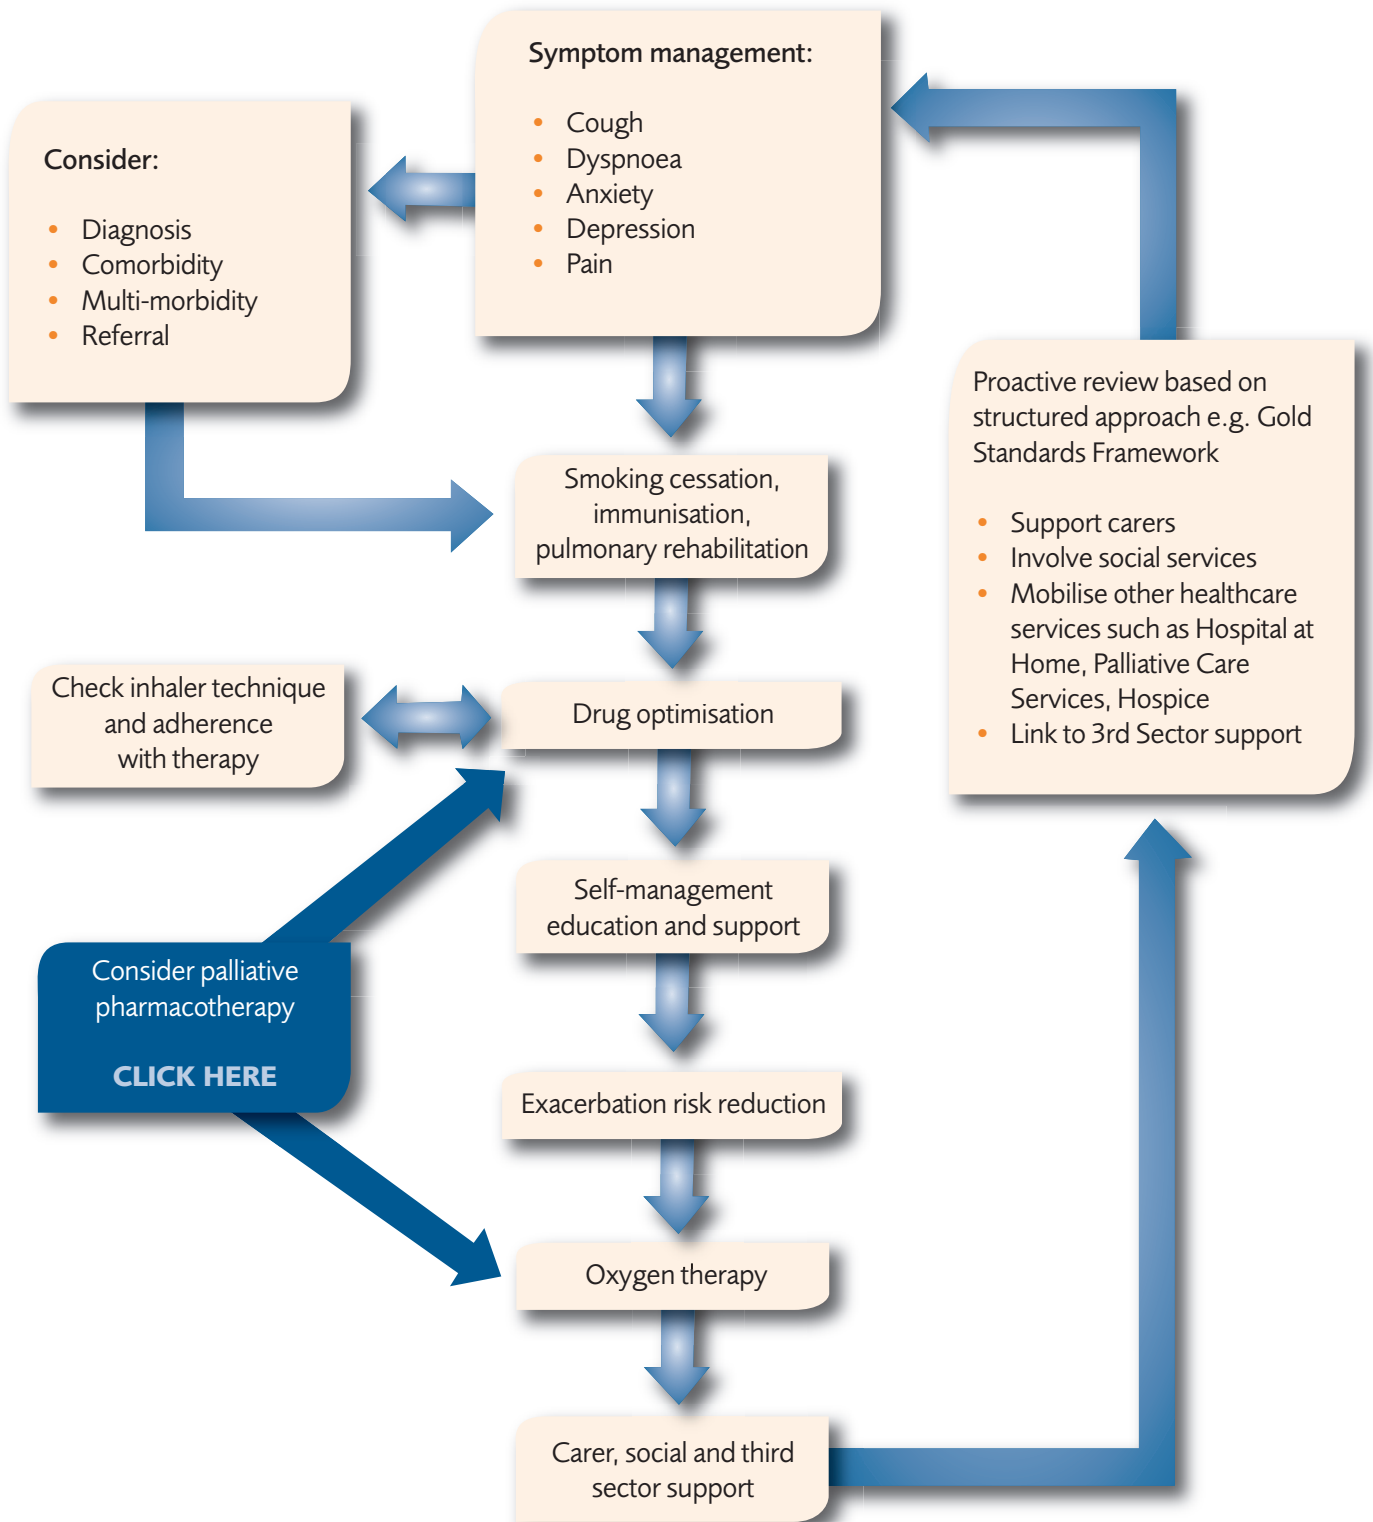 Symptom management:
• Cough
• Dyspnoea
• Anxiety
• Depression
• Pain
Consider:
• Diagnosis
• Comorbidity
• Multi-morbidity
• Referral
Smoking cessation,
immunisation,
pulmonary rehabilitation
Check inhaler technique
and adherence
with therapy
Drug optimisation
Self-management
education and support
Consider palliative
pharmacotherapy
CLICK HERE
Exacerbation risk reduction
Oxygen therapy
Carer, social and third
sector support
Proactive review based on
structured approach e.g. Gold
Standards Framework
• Support carers
• Involve social services
• Mobilise other healthcare
services such as Hospital at
Home, Palliative Care
Services, Hospice
• Link to 3rd Sector support